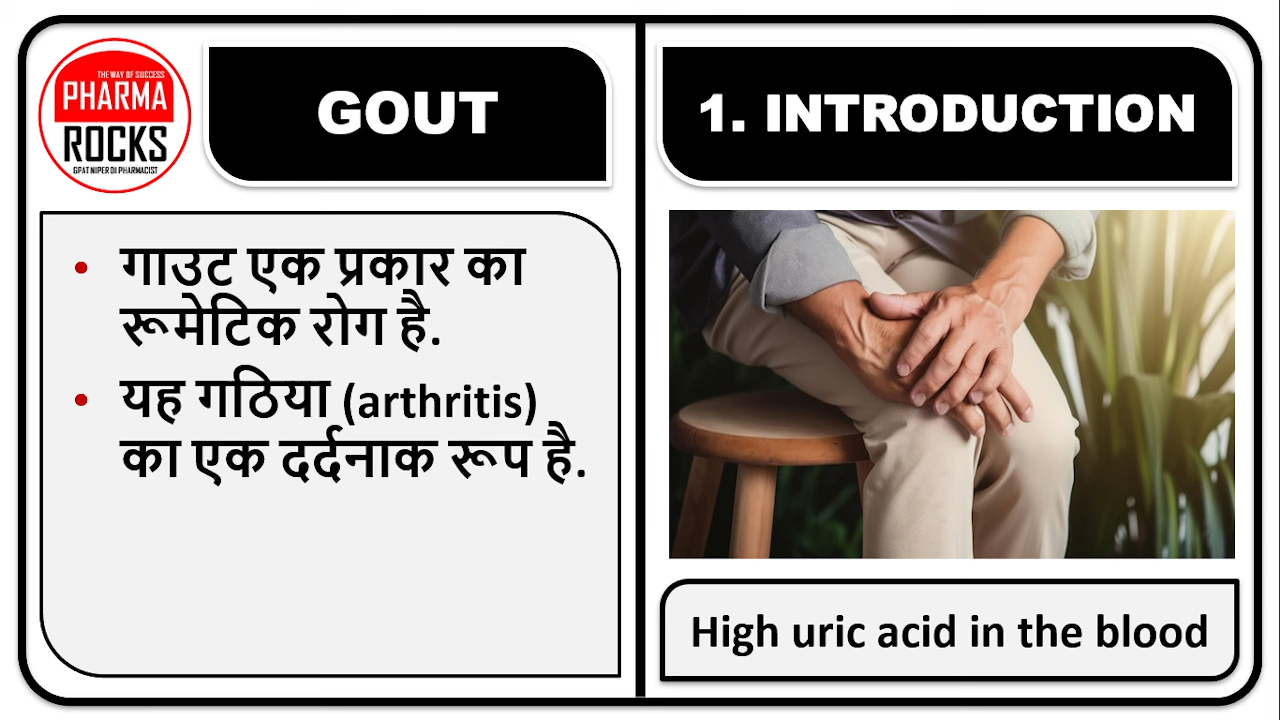 THE WAY OF SUCCESS
PHARMA
ROCKS
GPAT NIPER DI PHARMACIST
GOUT
• गाउट एक प्रकार का
रूमेटिक रोग है.
• यह गठिया (arthritis)
का एक दर्दनाक रूप है.
1. INTRODUCTION
High uric acid in the blood